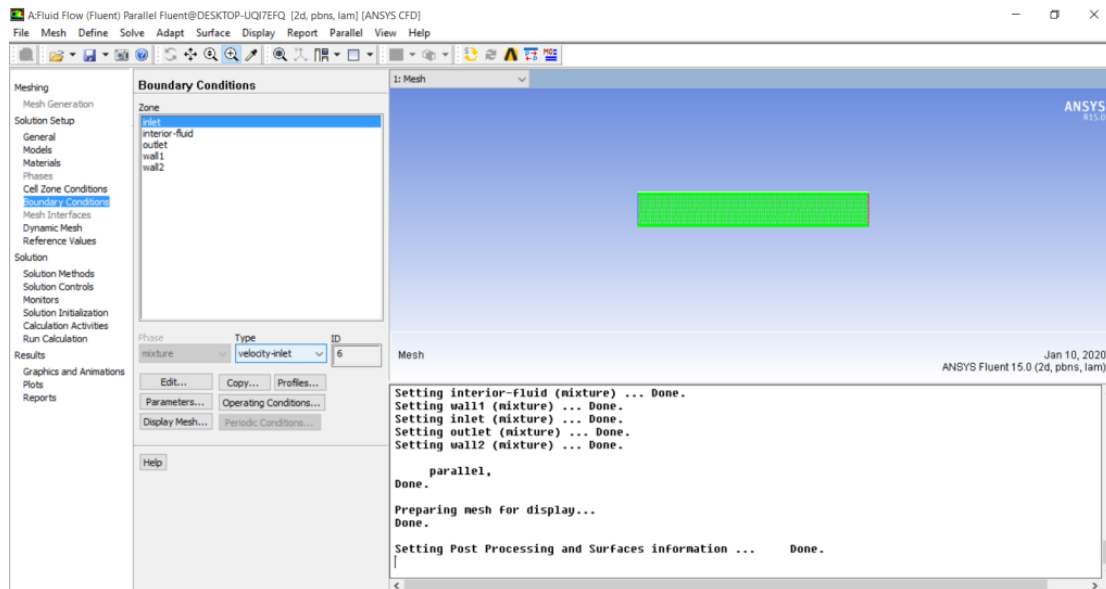 A:Fluid Flow (Fluent) Parallel Fluent@DESKTOP-UQI7EFQ [2d, pbns, lam] [ANSYS CFD]
File Mesh Define Solve Adapt Surface Display Report Parallel View Help
Meshing
Mesh Generation
Solution Setup
General
Models
Materials
Phases
Cell Zone Conditions
Boundary Conditions
Mesh Interfaces
Dynamic Mesh
Reference Values
Solution
Solution Methods
Solution Controls
Monitors
Solution Initialization
Calculation Activities
Run Calculation
Results
Graphics and Animations
Plots
Reports
Boundary Conditions
Zone
inlet
interior-fluid
outlet
wall1
wall2
Phase Type ID
mixture velocity-inlet 6
Edit... Copy... Profiles...
Parameters... Operating Conditions...
Display Mesh... Periodic Conditions...
Help
1: Mesh
ANSYS
R15.0
Mesh
Jan 10, 2020
ANSYS Fluent 15.0 (2d, pbns, lam)
Setting interior-fluid (mixture) ... Done.
Setting wall1 (mixture) ... Done.
Setting inlet (mixture) ... Done.
Setting outlet (mixture) ... Done.
Setting wall2 (mixture) ... Done.
parallel,
Done.
Preparing mesh for display...
Done.
Setting Post Processing and Surfaces information ... Done.